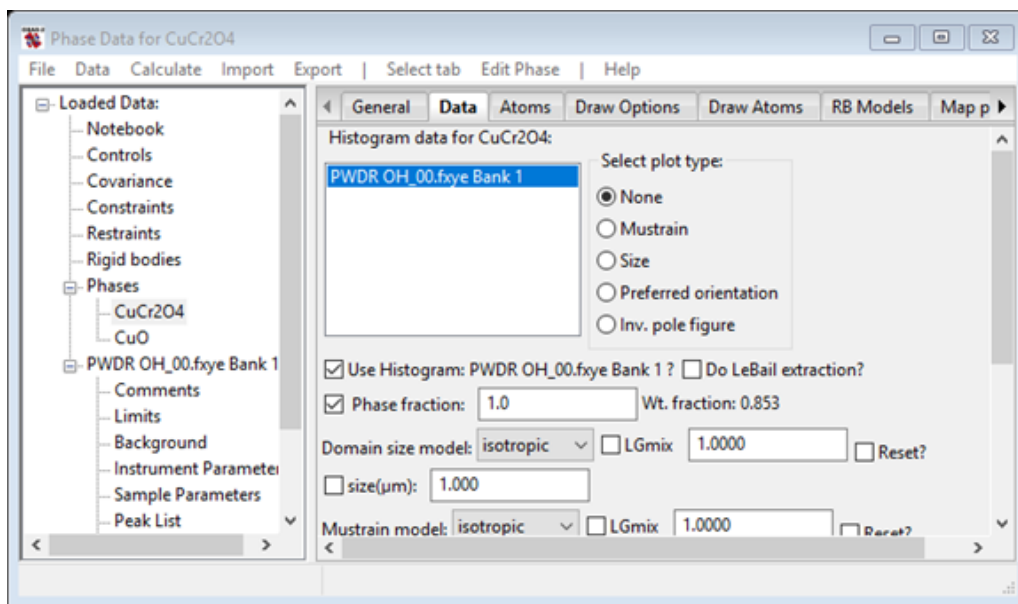 Phase Data for CuCr2O4
File Data Calculate Import Export | Select tab Edit Phase | Help
Loaded Data:
Notebook
Controls
Covariance
Constraints
Restraints
Rigid bodies
Phases
CuCr2O4
CuO
PWDR OH_00.fxye Bank 1
Comments
Limits
Background
Instrument Parameter
Sample Parameters
Peak List
General Data Atoms Draw Options Draw Atoms RB Models Map p
Histogram data for CuCr2O4:
PWDR OH_00.fxye Bank 1
Select plot type:
None
Mustrain
Size
Preferred orientation
Inv. pole figure
Use Histogram: PWDR OH_00.fxye Bank 1 ? Do LeBail extraction?
Phase fraction: 1.0 Wt. fraction: 0.853
Domain size model: isotropic LGmix 1.0000 Reset?
size(μm): 1.000
Mustrain model: isotropic LGmix 1.0000 Reset?